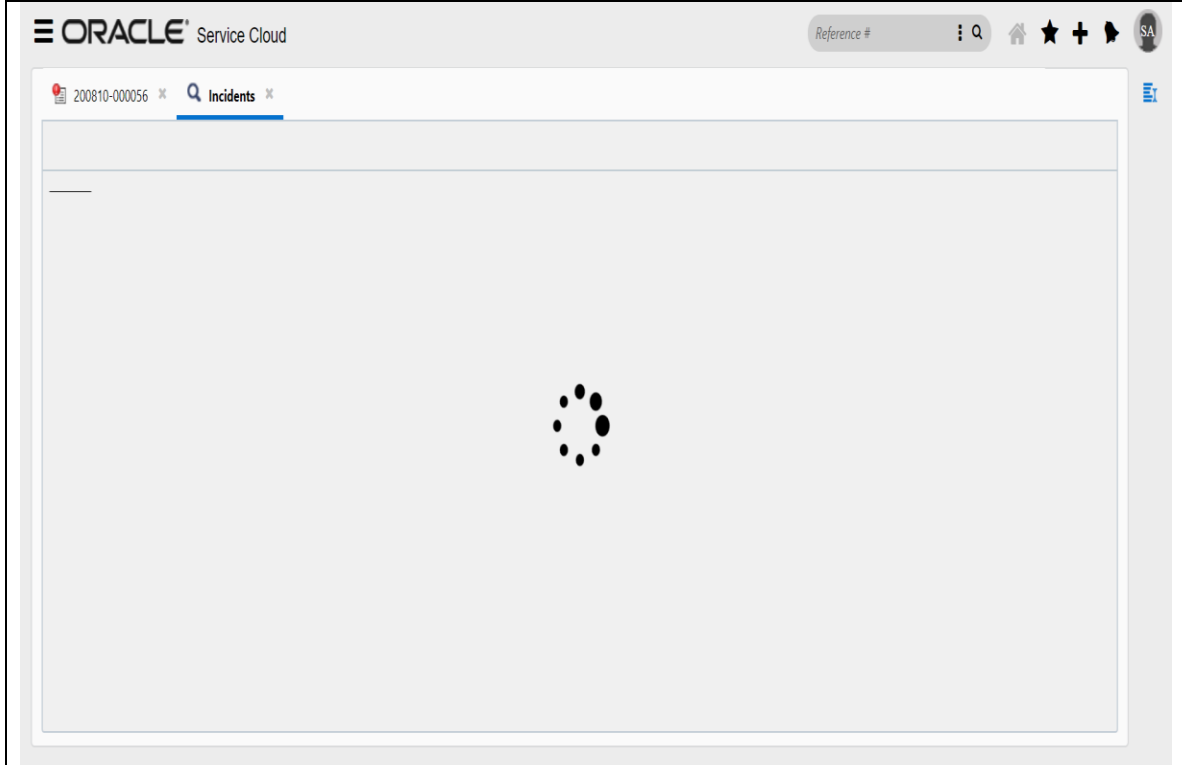 ORACLE Service Cloud
Reference #
SA
200810-000056
Incidents